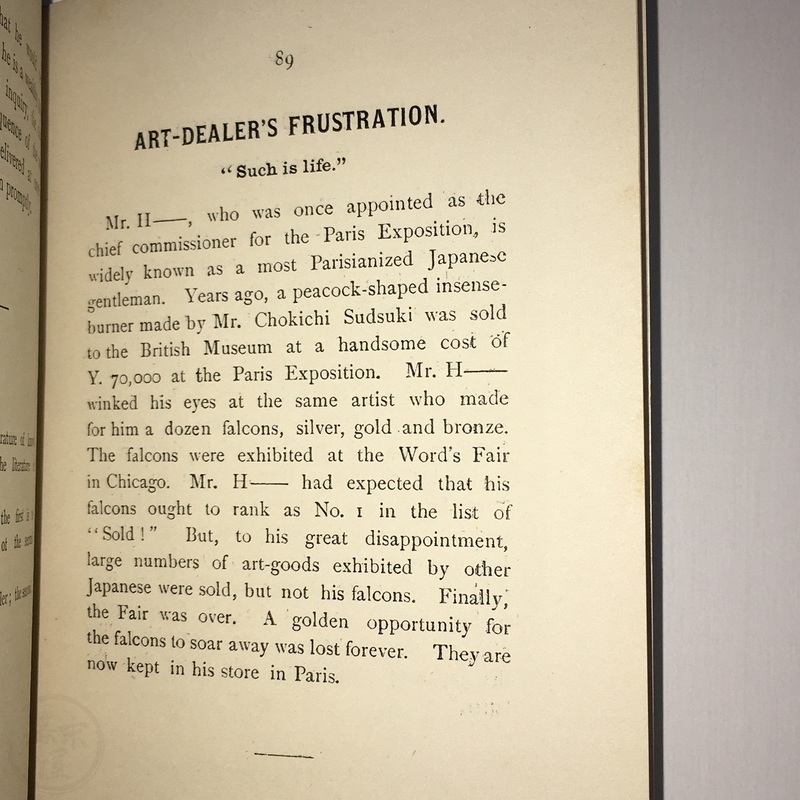 89
ART-DEALER'S FRUSTRATION.
“Such is life.”
Mr. H——, who was once appointed as the
chief commissioner for the Paris Exposition, is
widely known as a most Parisianized Japanese
gentleman. Years ago, a peacock-shaped insense-
burner made by Mr. Chokichi Sudsuki was sold
to the British Museum at a handsome cost of
Y. 70,000 at the Paris Exposition. Mr. H——
winked his eyes at the same artist who made
for him a dozen falcons, silver, gold and bronze.
The falcons were exhibited at the Word's Fair
in Chicago. Mr. H—— had expected that his
falcons ought to rank as No. 1 in the list of
“Sold!” But, to his great disappointment,
large numbers of art-goods exhibited by other
Japanese were sold, but not his falcons. Finally,
the Fair was over. A golden opportunity for
the falcons to soar away was lost forever. They are
now kept in his store in Paris.